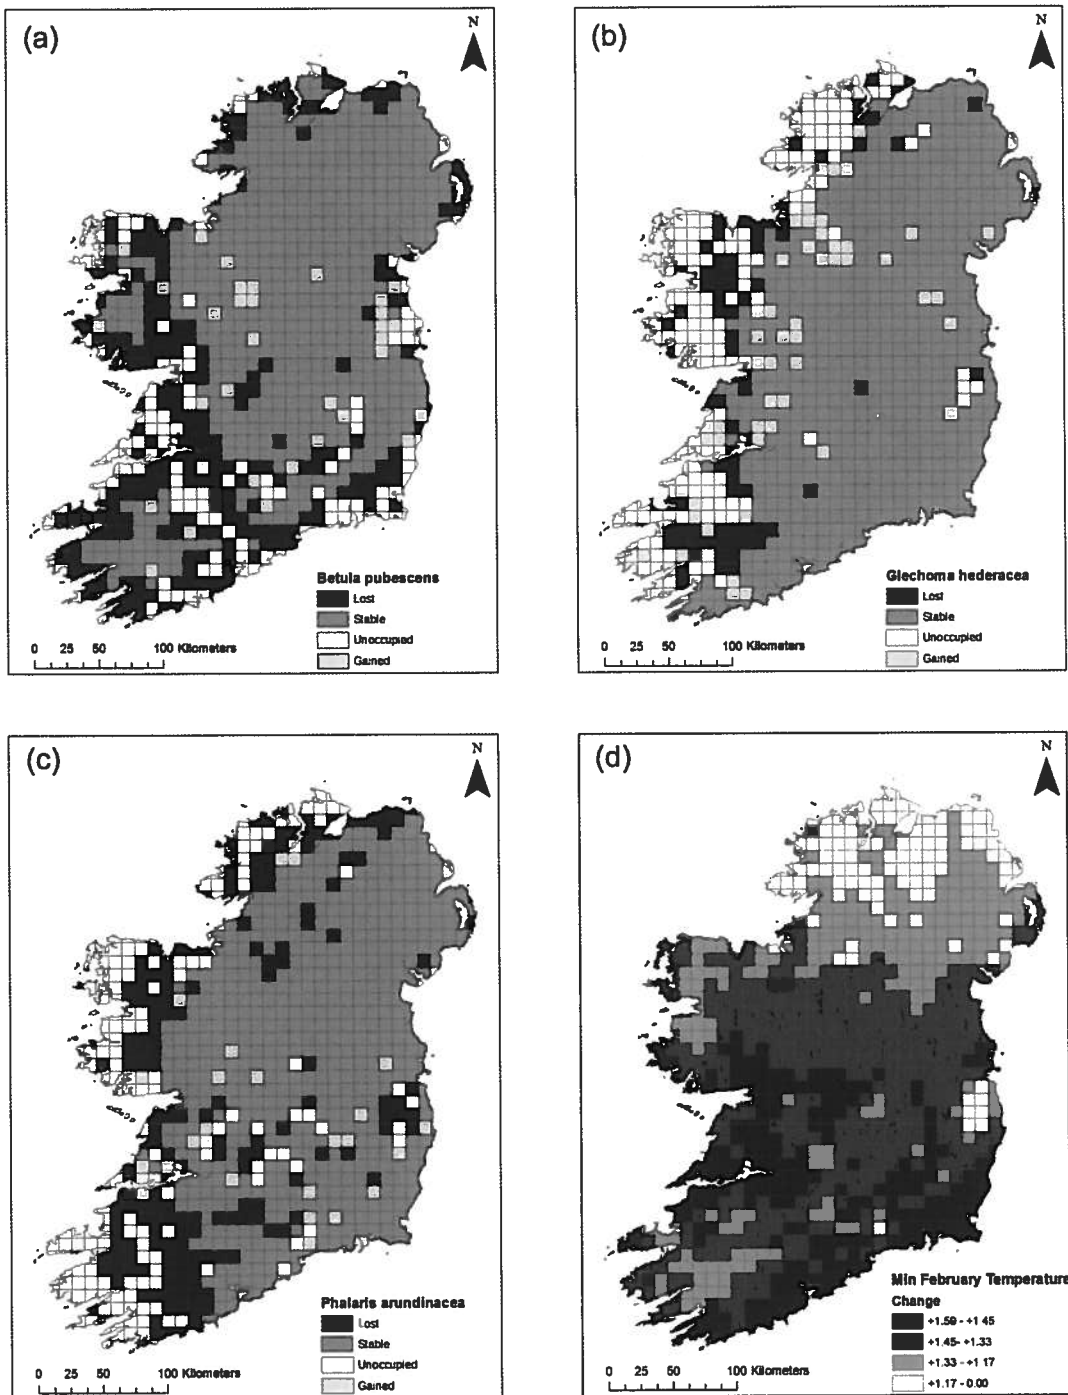 (a)
N
Betula pubescens
Lost
Stable
Unoccupied
Gained
0 25 50 100 Kilometers
(b)
N
Glechoma hederacea
Lost
Stable
Unoccupied
Gained
0 25 50 100 Kilometers
(c)
N
Phalaris arundinacea
Lost
Stable
Unoccupied
Gained
0 25 50 100 Kilometers
(d)
N
Min February Temperature
Change
+1.59 - +1.45
+1.45- +1.33
+1.33 - +1.17
+1.17 - 0.00
0 25 50 100 Kilometers